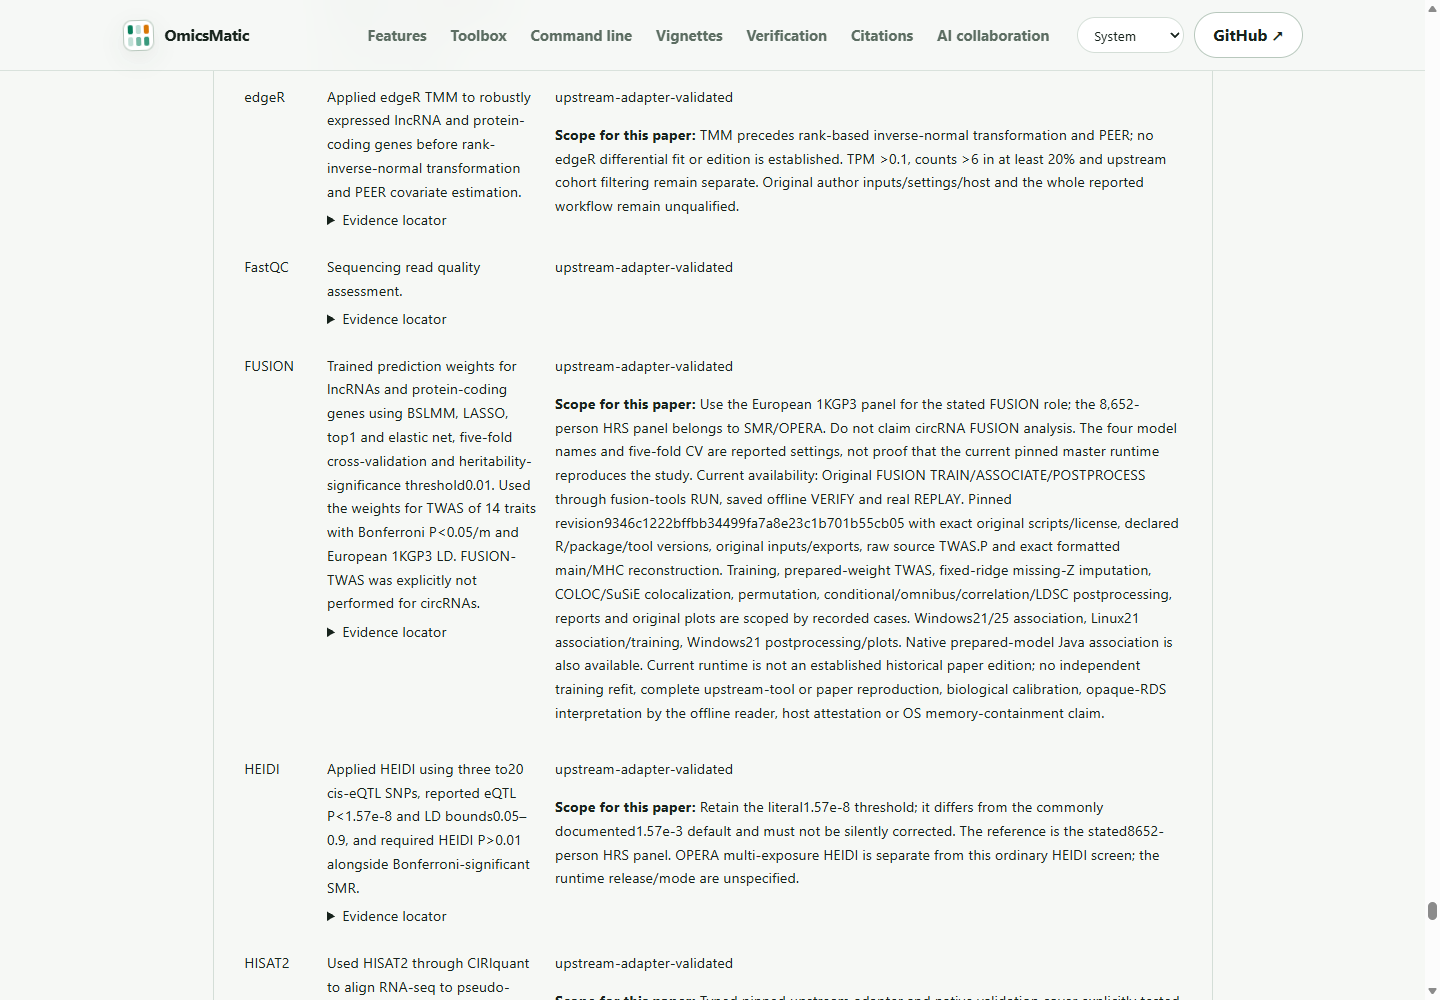 OmicsMatic
Features
Toolbox
Command line
Vignettes
Verification
Citations
AI collaboration
System
GitHub ↗
edgeR
Applied edgeR TMM to robustly
expressed lncRNA and protein-
coding genes before rank-
inverse-normal transformation
and PEER covariate estimation.
▶ Evidence locator
upstream-adapter-validated
Scope for this paper: TMM precedes rank-based inverse-normal transformation and PEER; no
edgeR differential fit or edition is established. TPM >0.1, counts >6 in at least 20% and upstream
cohort filtering remain separate. Original author inputs/settings/host and the whole reported
workflow remain unqualified.
FastQC
Sequencing read quality
assessment.
▶ Evidence locator
upstream-adapter-validated
FUSION
Trained prediction weights for
lncRNAs and protein-coding
genes using BSLMM, LASSO,
top1 and elastic net, five-fold
cross-validation and heritability-
significance threshold0.01. Used
the weights for TWAS of 14 traits
with Bonferroni P<0.05/m and
European 1KGP3 LD. FUSION-
TWAS was explicitly not
performed for circRNAs.
▶ Evidence locator
upstream-adapter-validated
Scope for this paper: Use the European 1KGP3 panel for the stated FUSION role; the 8,652-
person HRS panel belongs to SMR/OPERA. Do not claim circRNA FUSION analysis. The four model
names and five-fold CV are reported settings, not proof that the current pinned master runtime
reproduces the study. Current availability: Original FUSION TRAIN/ASSOCIATE/POSTPROCESS
through fusion-tools RUN, saved offline VERIFY and real REPLAY. Pinned
revision9346c1222bffbb34499fa7a8e23c1b701b55cb05 with exact original scripts/license, declared
R/package/tool versions, original inputs/exports, raw source TWAS.P and exact formatted
main/MHC reconstruction. Training, prepared-weight TWAS, fixed-ridge missing-Z imputation,
COLOC/SuSiE colocalization, permutation, conditional/omnibus/correlation/LDSC postprocessing,
reports and original plots are scoped by recorded cases. Windows21/25 association, Linux21
association/training, Windows21 postprocessing/plots. Native prepared-model Java association is
also available. Current runtime is not an established historical paper edition; no independent
training refit, complete upstream-tool or paper reproduction, biological calibration, opaque-RDS
interpretation by the offline reader, host attestation or OS memory-containment claim.
HEIDI
Applied HEIDI using three to20
cis-eQTL SNPs, reported eQTL
P<1.57e-8 and LD bounds0.05–
0.9, and required HEIDI P>0.01
alongside Bonferroni-significant
SMR.
▶ Evidence locator
upstream-adapter-validated
Scope for this paper: Retain the literal1.57e-8 threshold; it differs from the commonly
documented1.57e-3 default and must not be silently corrected. The reference is the stated8652-
person HRS panel. OPERA multi-exposure HEIDI is separate from this ordinary HEIDI screen; the
runtime release/mode are unspecified.
HISAT2
Used HISAT2 through CIRIquant
to align RNA-seq to pseudo-
upstream-adapter-validated
Scope for this paper: Typed pinned upstream adapter and native validation cover explicitly tested